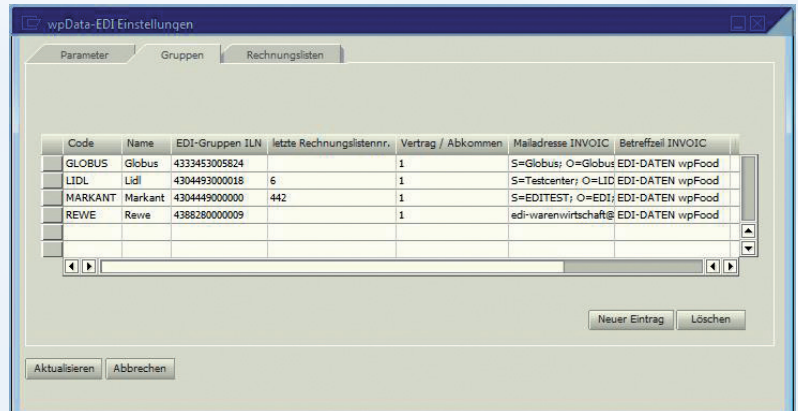 wpData-EDI Einstellungen
Parameter Gruppen Rechnungslisten
Code Name EDI-Gruppen ILN letzte Rechnungslistennr. Vertrag / Abkommen Mailadresse INVOIC Betreffzeil INVOIC
GLOBUS Globus 4333453005824 1 S=Globus; O=Globus EDI-DATEN wpFood
LIDL Lidl 4304493000018 6 1 S=Testcenter; O=LID EDI-DATEN wpFood
MARKANT Markant 4304449000000 442 1 S=EDITEST; O=EDI; EDI-DATEN wpFood
REWE Rewe 4388280000009 1 edi-warenwirtschaft@ EDI-DATEN wpFood
Neuer Eintrag Löschen
Aktualisieren Abbrechen